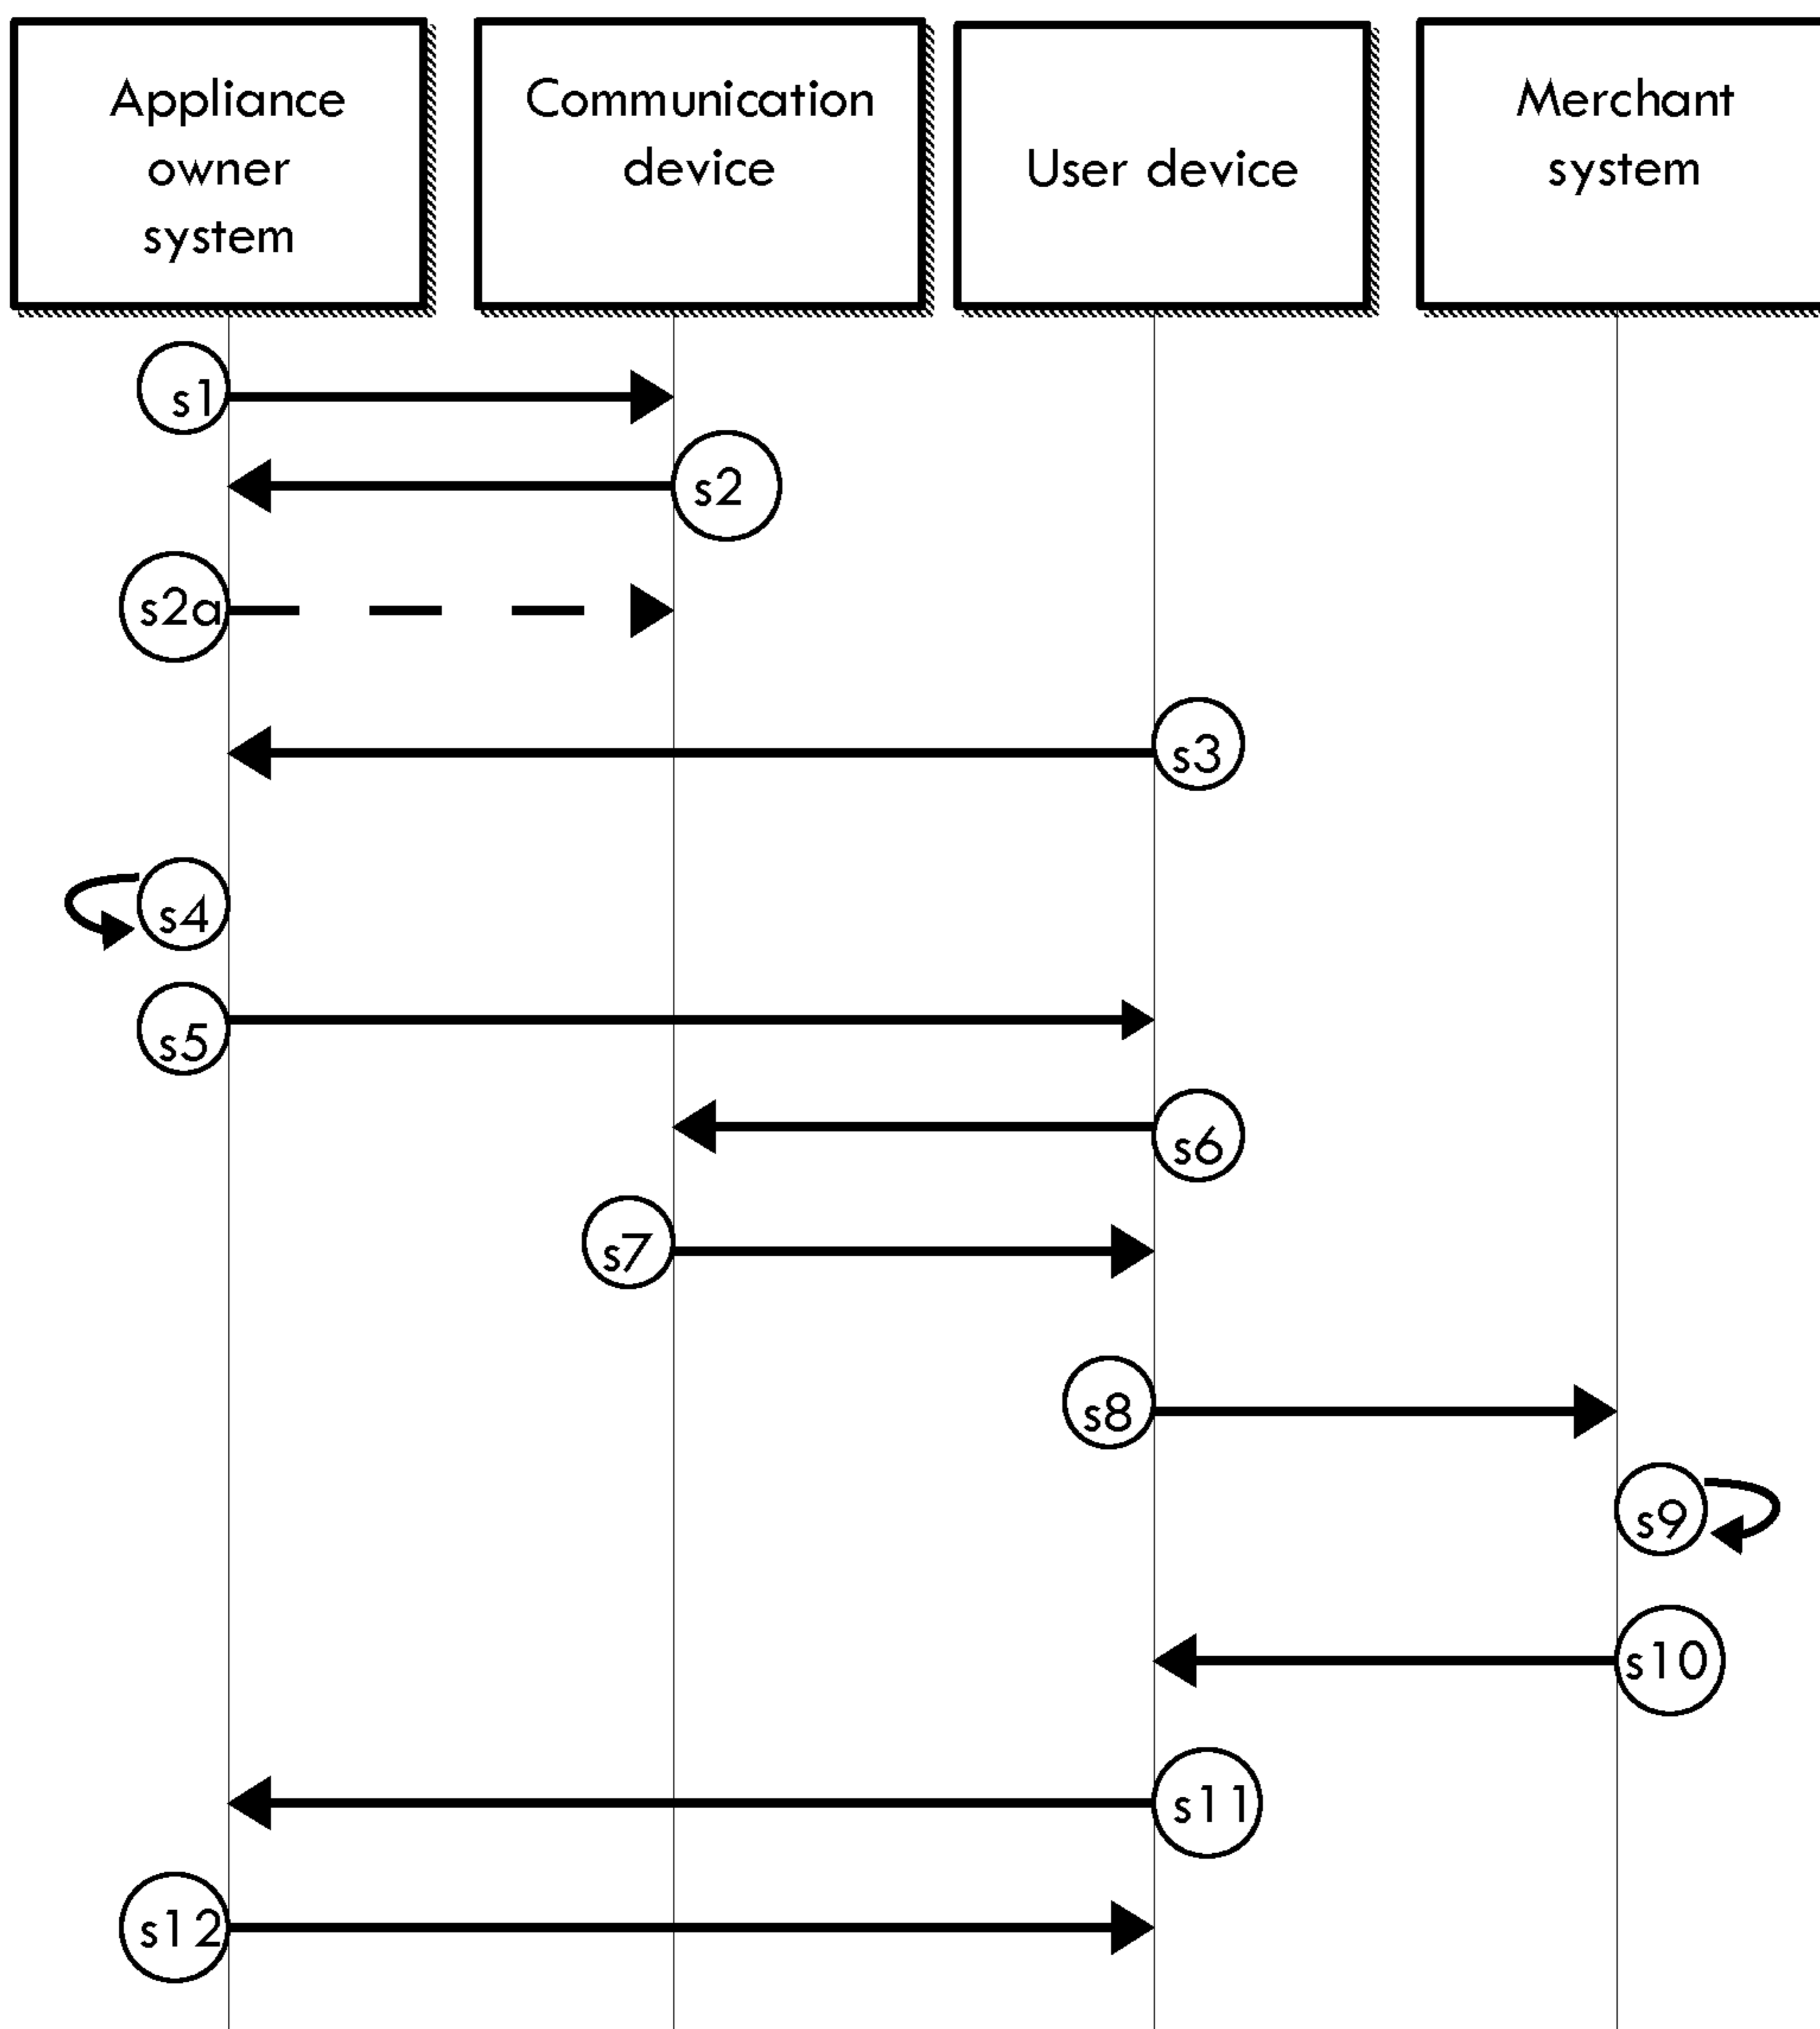 Appliance
owner
system
Communication
device
User device
Merchant
system
s1
s2
s2a
s3
s4
s5
s6
s7
s8
s9
s10
s11
s12